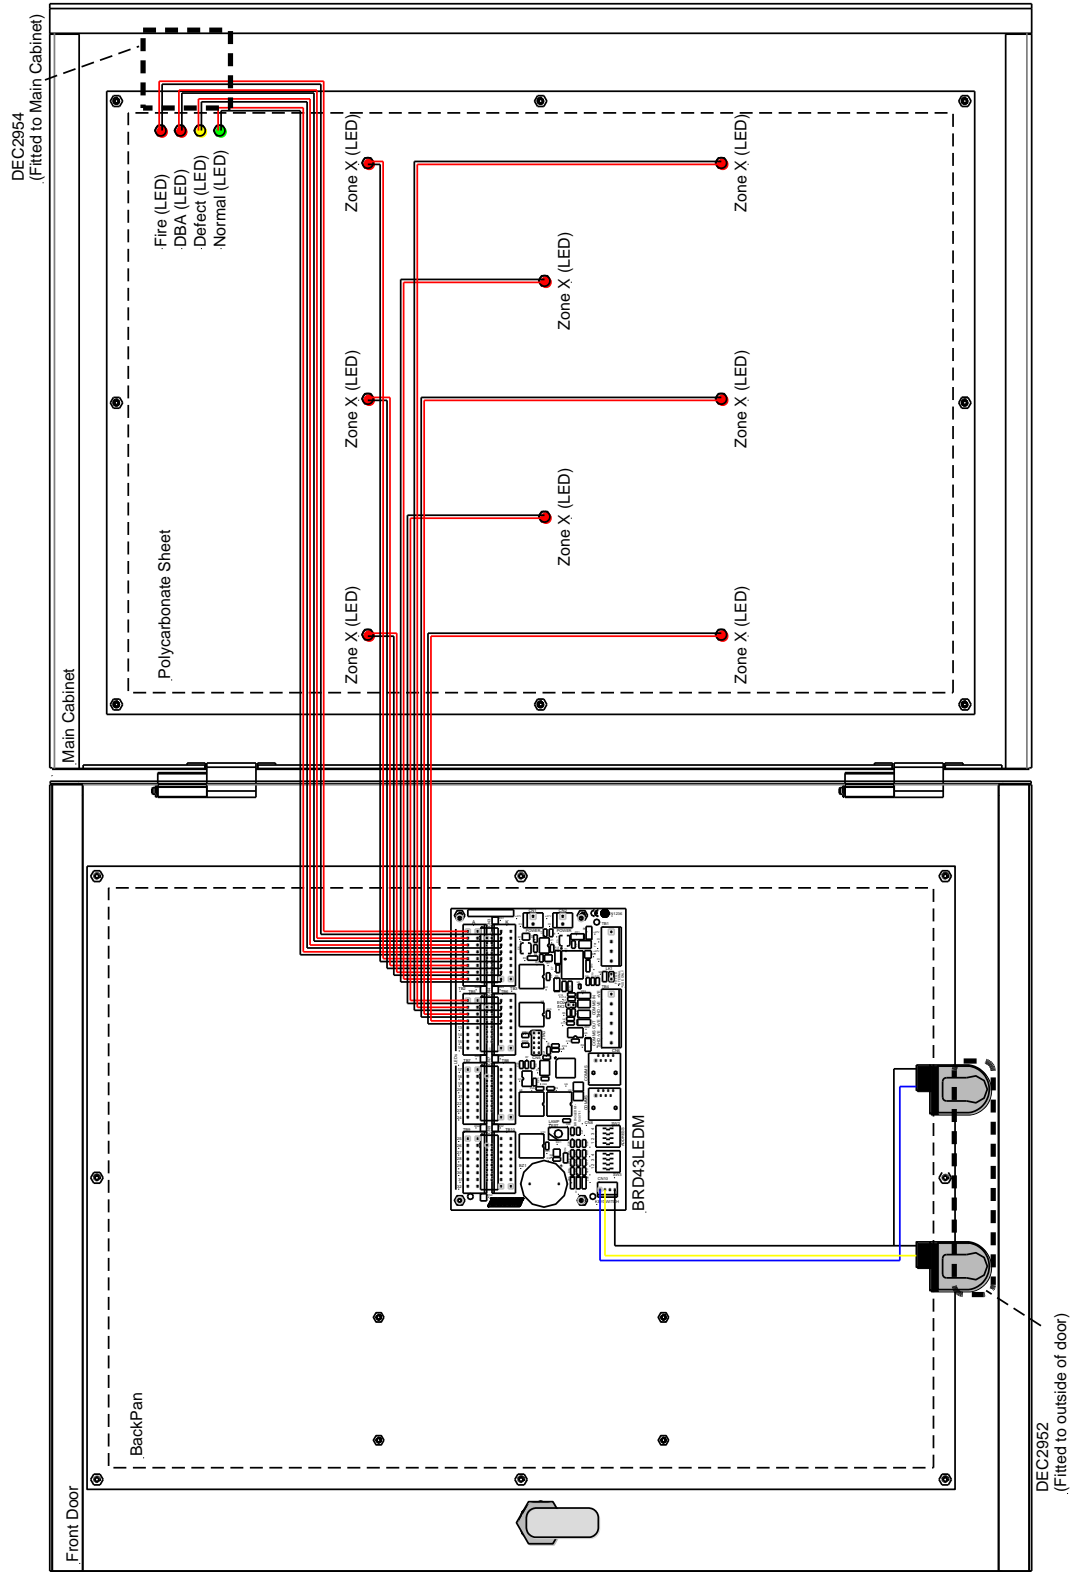 DEC2954
(Fitted to Main Cabinet)
Fire (LED)
DBA (LED)
Defect (LED)
Normal (LED)
Zone X (LED)
Zone X (LED)
Zone X (LED)
Zone X (LED)
Zone X (LED)
Zone X (LED)
Zone X (LED)
Zone X (LED)
Polycarbonate Sheet
Main Cabinet
BRD43LEDM
BackPan
Front Door
DEC2952
(Fitted to outside of door)